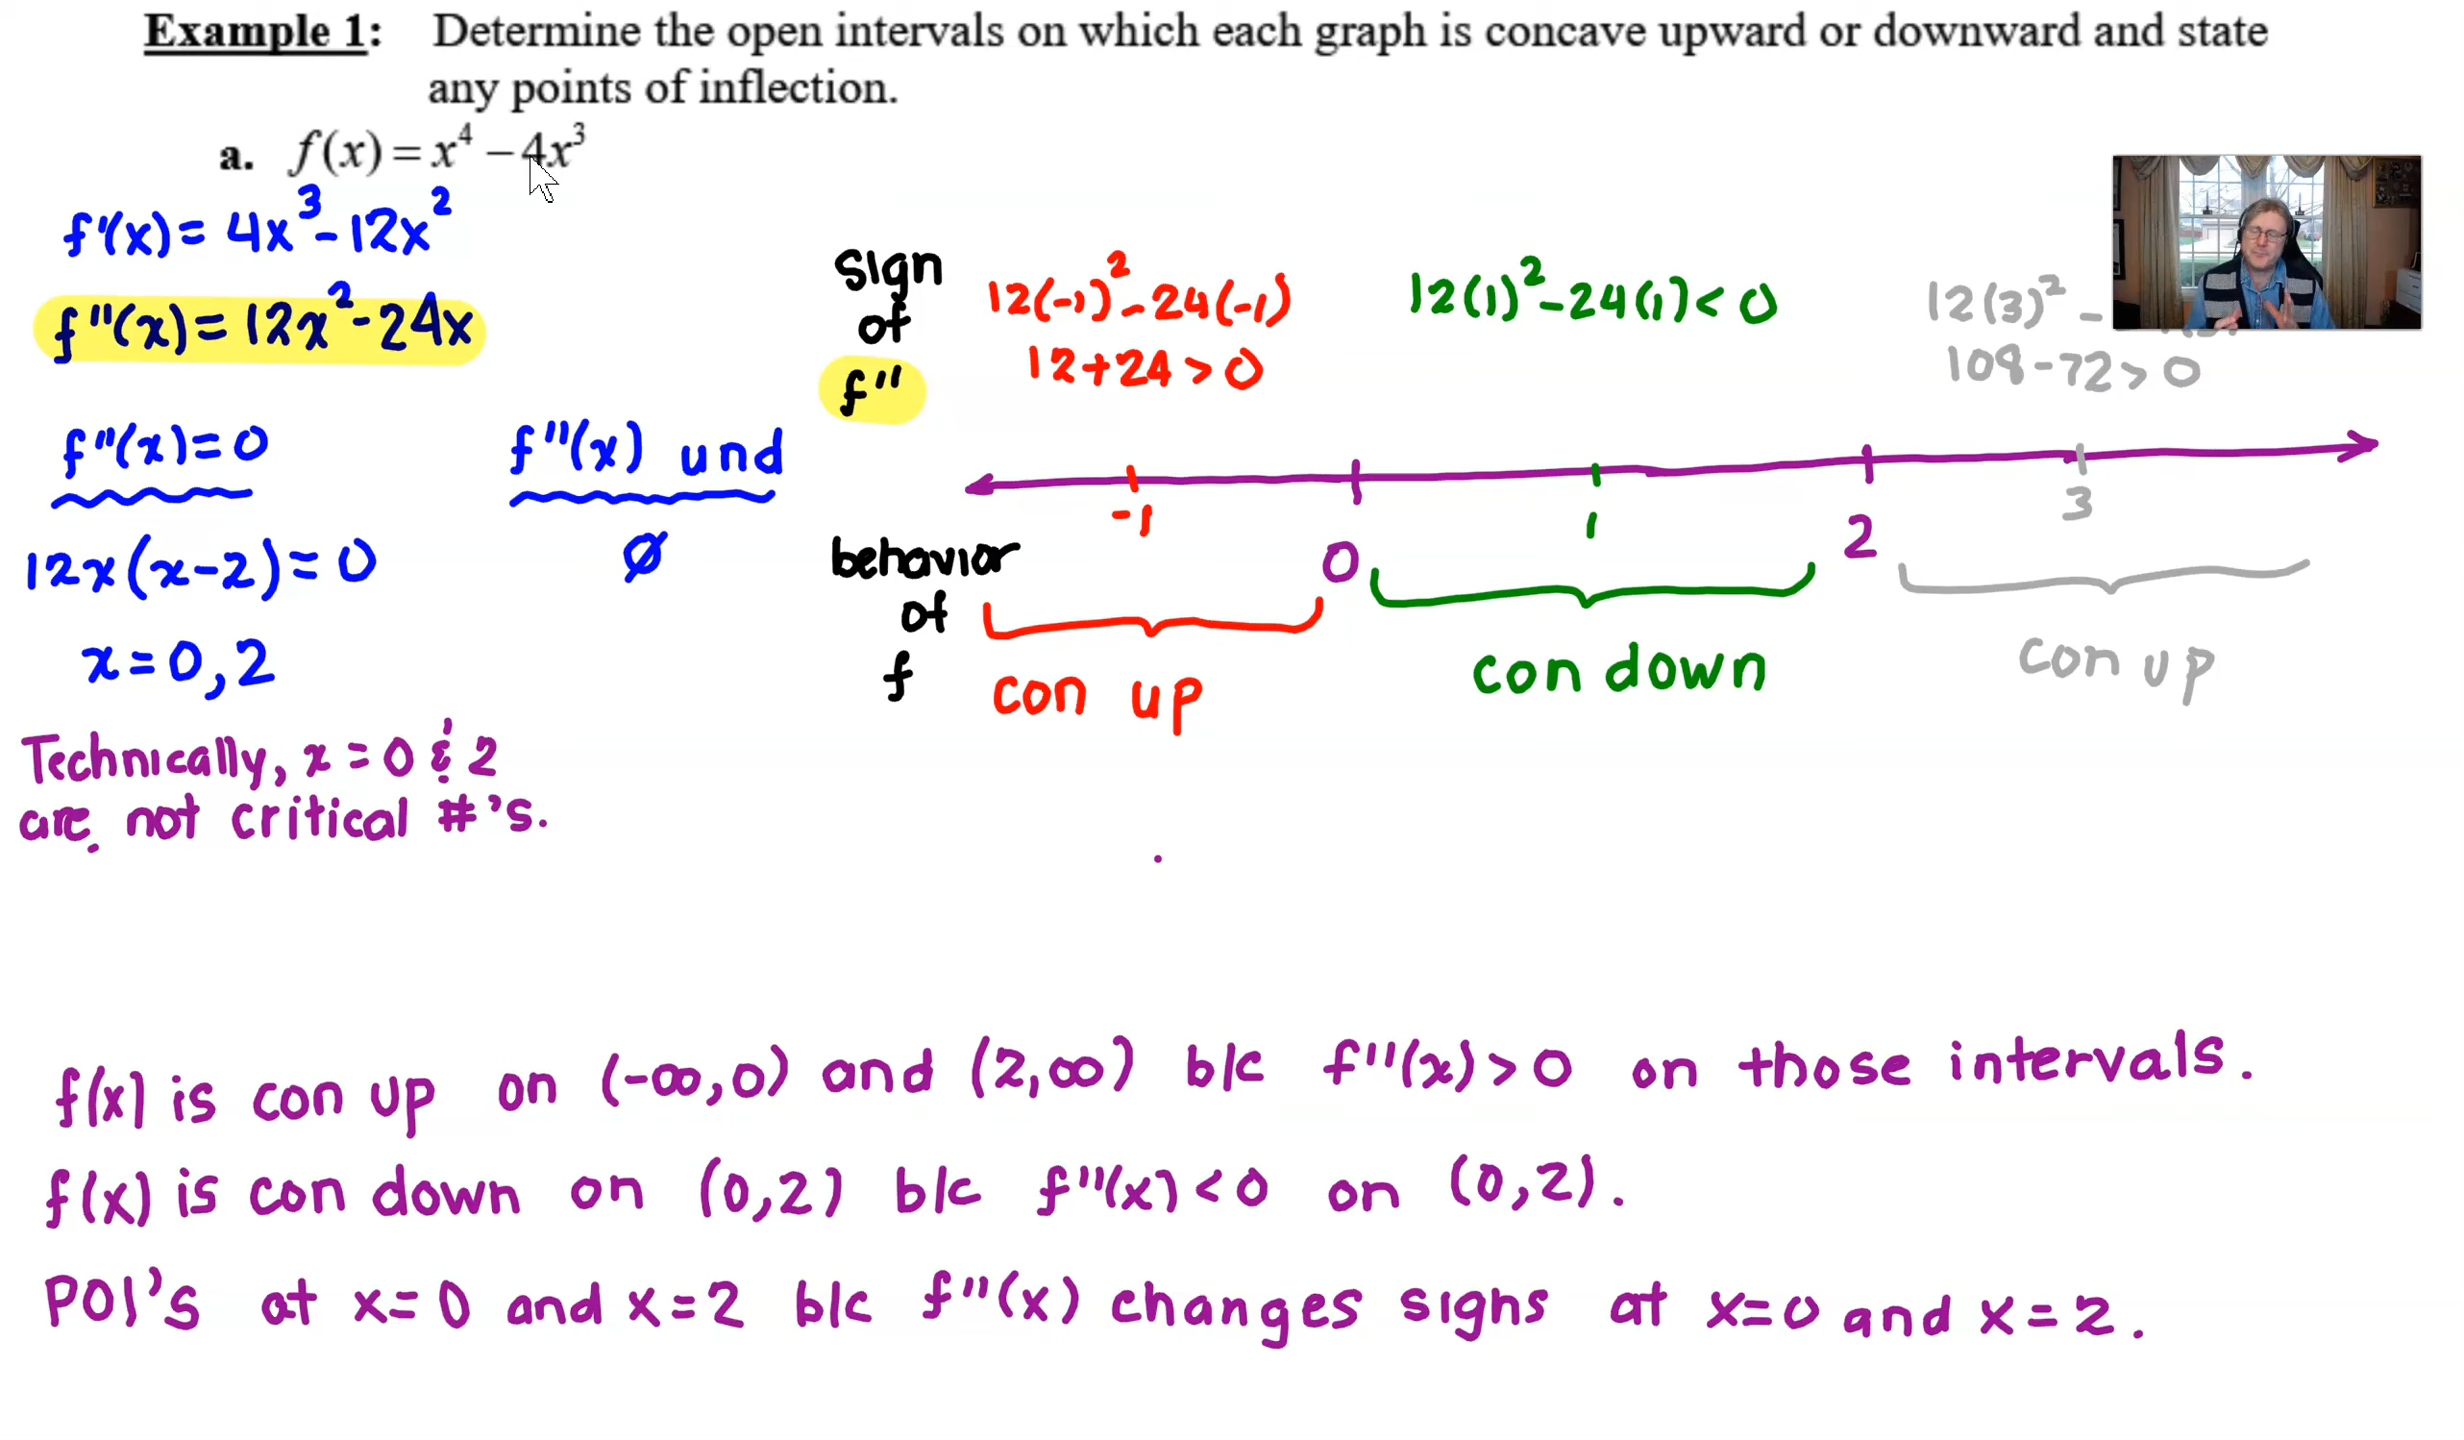 Example 1: Determine the open intervals on which each graph is concave upward or downward and state
any points of inflection.
a. f(x) = x⁴ − 4x³
f'(x) = 4x³ - 12x²
f''(x) = 12x² - 24x
f''(x) = 0
12x(x-2) = 0
x = 0, 2
f''(x) und
Ø
Technically, x = 0 & 2
are not critical #'s.
sign
of
f''
12(-1)² - 24(-1)
12 + 24 > 0
12(1)² - 24(1) < 0
12(3)² -
108 - 72 > 0
-1
0
1
2
3
behavior
of
f
con up
con down
con up
f(x) is con up on (-∞,0) and (2,∞) b/c f''(x) > 0 on those intervals.
f(x) is con down on (0,2) b/c f''(x) < 0 on (0,2).
POI's at x=0 and x=2 b/c f''(x) changes signs at x=0 and x=2.